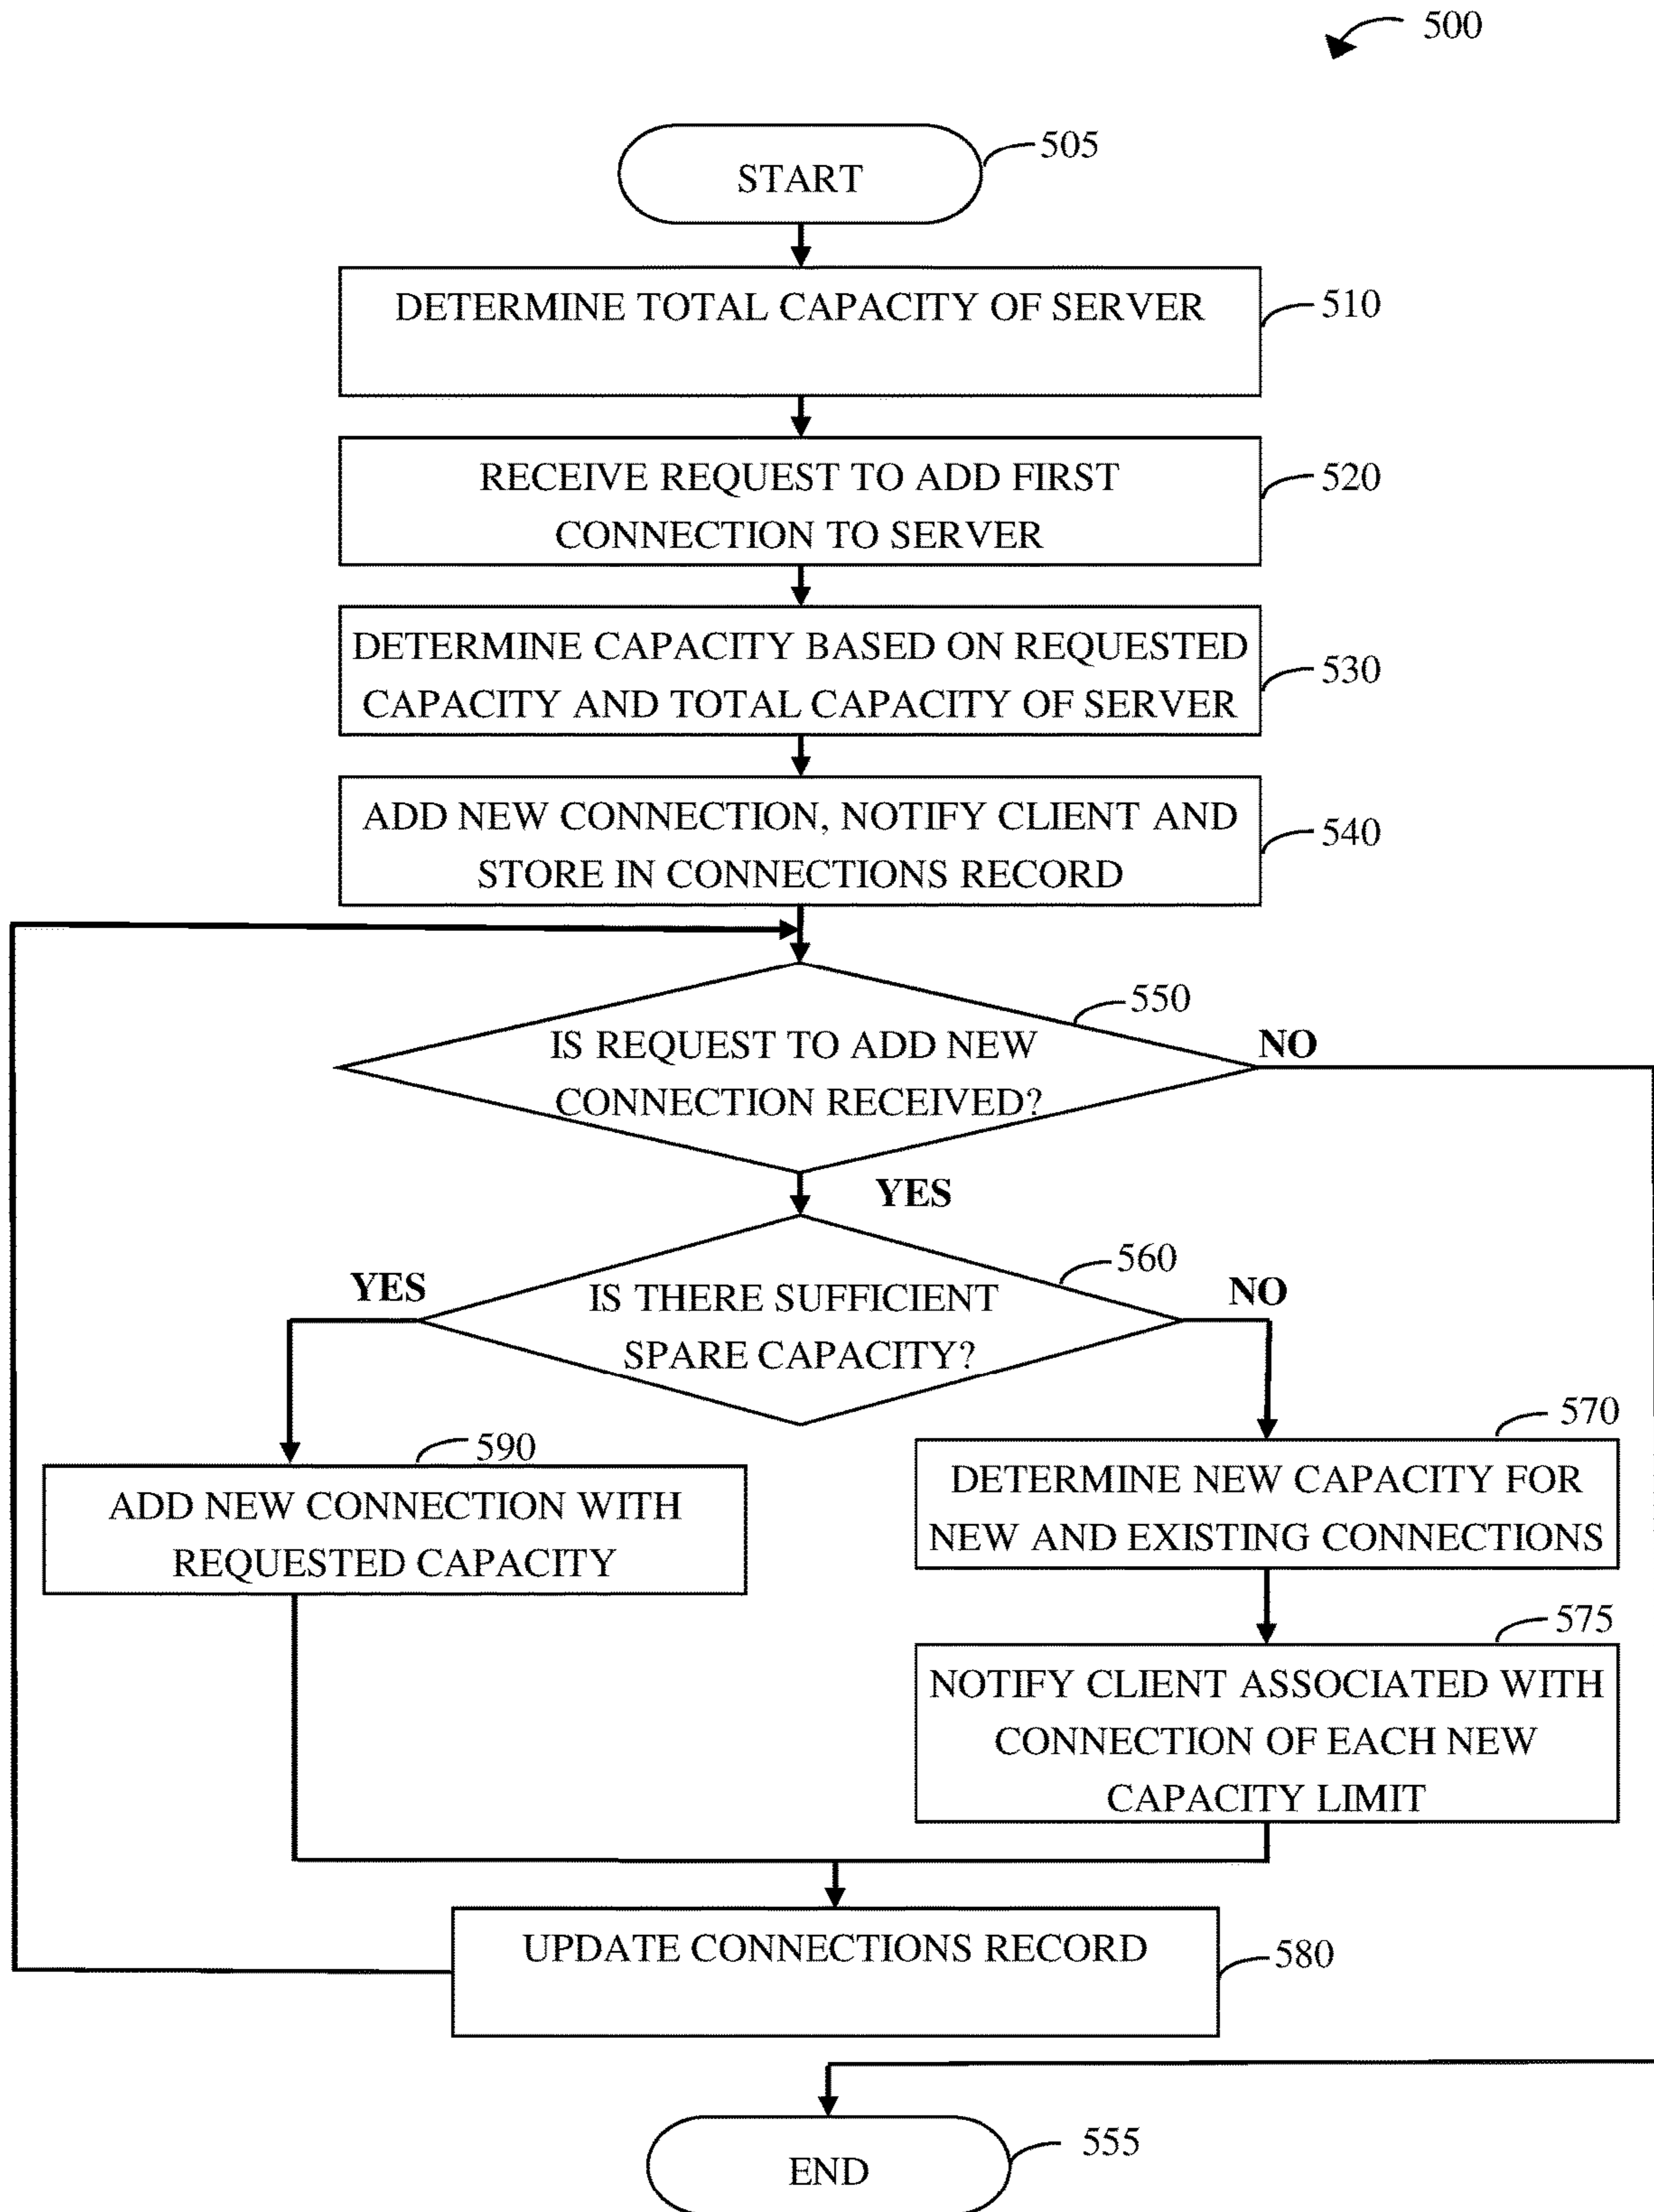 500
START
505
DETERMINE TOTAL CAPACITY OF SERVER
510
RECEIVE REQUEST TO ADD FIRST
CONNECTION TO SERVER
520
DETERMINE CAPACITY BASED ON REQUESTED
CAPACITY AND TOTAL CAPACITY OF SERVER
530
ADD NEW CONNECTION, NOTIFY CLIENT AND
STORE IN CONNECTIONS RECORD
540
550
IS REQUEST TO ADD NEW
CONNECTION RECEIVED?
NO
YES
560
IS THERE SUFFICIENT
SPARE CAPACITY?
YES
NO
590
ADD NEW CONNECTION WITH
REQUESTED CAPACITY
570
DETERMINE NEW CAPACITY FOR
NEW AND EXISTING CONNECTIONS
575
NOTIFY CLIENT ASSOCIATED WITH
CONNECTION OF EACH NEW
CAPACITY LIMIT
UPDATE CONNECTIONS RECORD
580
END
555